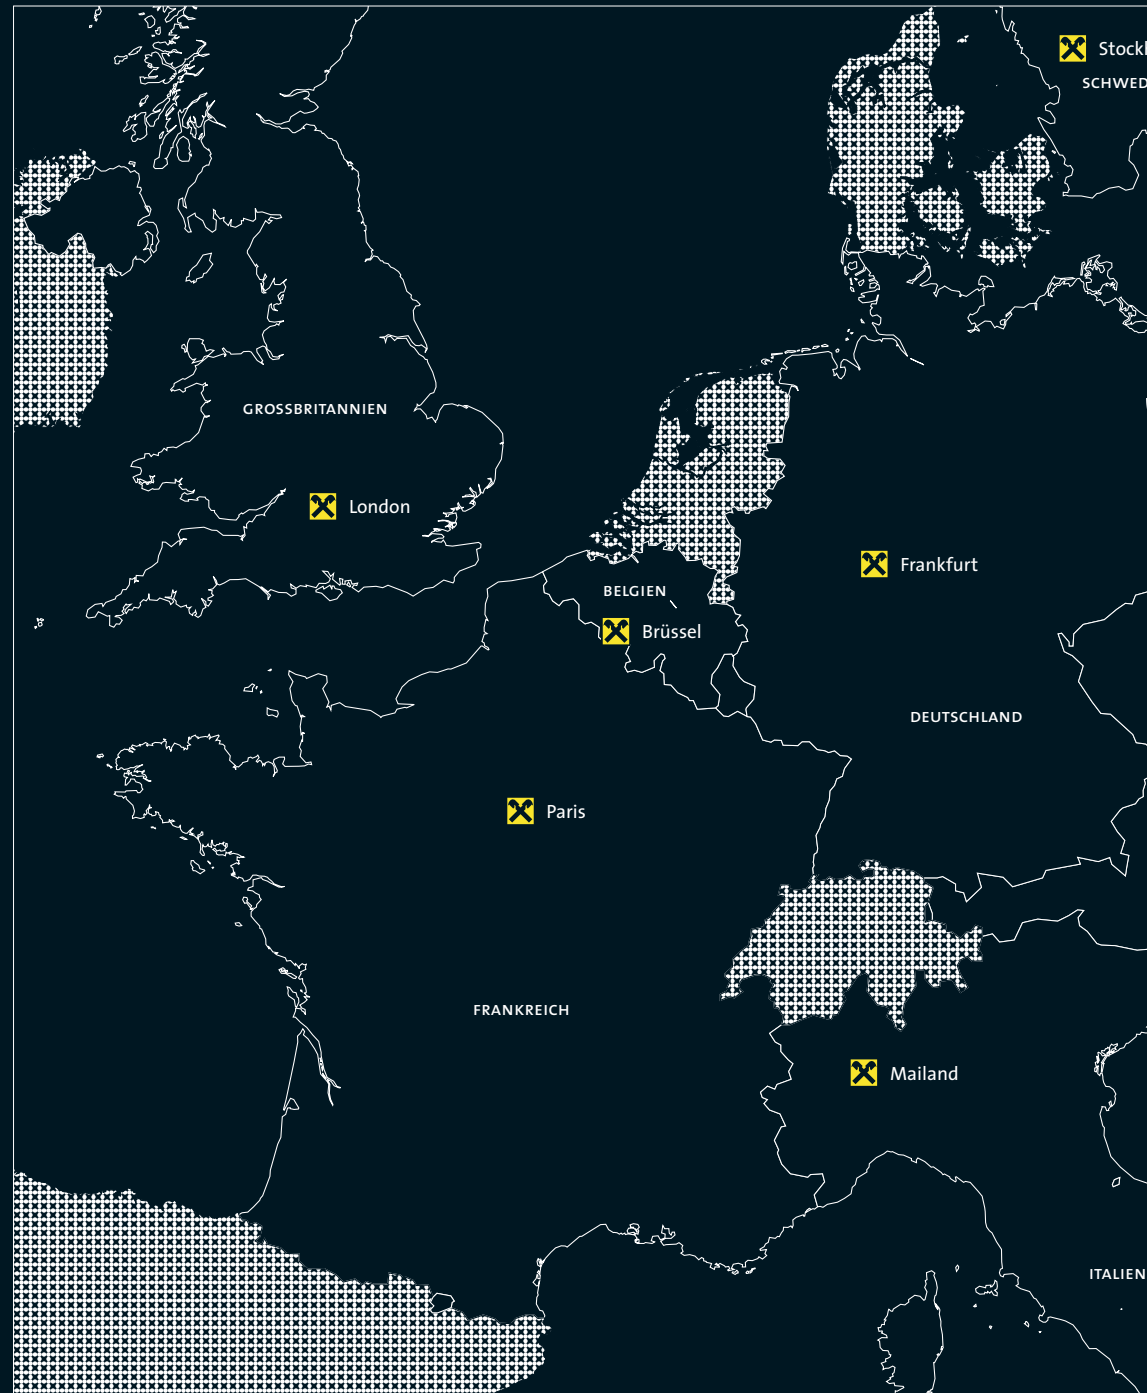 Stockh
SCHWED
GROSSBRITANNIEN
London
Frankfurt
BELGIEN
Brüssel
DEUTSCHLAND
Paris
FRANKREICH
Mailand
ITALIEN